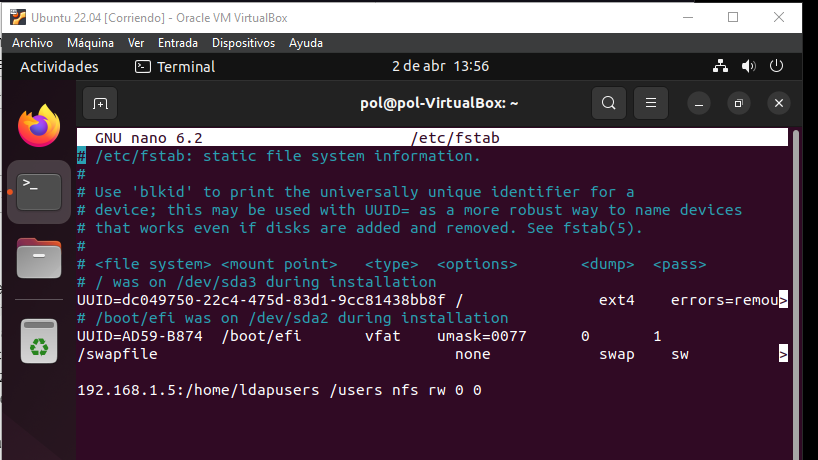 Ubuntu 22.04 [Corriendo] - Oracle VM VirtualBox
Archivo Máquina Ver Entrada Dispositivos Ayuda
Actividades Terminal 2 de abr 13:56
pol@pol-VirtualBox: ~
GNU nano 6.2 /etc/fstab
# /etc/fstab: static file system information.
#
# Use 'blkid' to print the universally unique identifier for a
# device; this may be used with UUID= as a more robust way to name devices
# that works even if disks are added and removed. See fstab(5).
#
# <file system> <mount point> <type> <options> <dump> <pass>
# / was on /dev/sda3 during installation
UUID=dc049750-22c4-475d-83d1-9cc81438bb8f / ext4 errors=remou>
# /boot/efi was on /dev/sda2 during installation
UUID=AD59-B874 /boot/efi vfat umask=0077 0 1
/swapfile none swap sw >
192.168.1.5:/home/ldapusers /users nfs rw 0 0